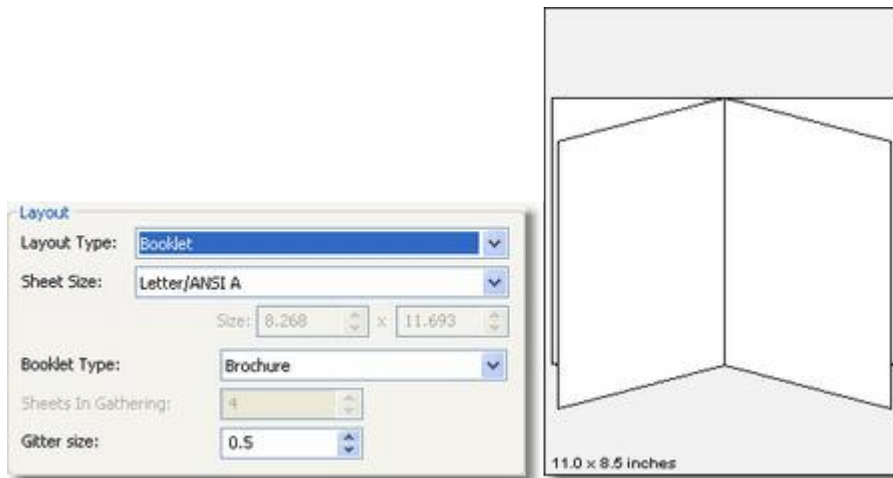 Layout
Layout Type: Booklet
Sheet Size: Letter/ANSI A
Size: 8.268 x 11.693
Booklet Type: Brochure
Sheets In Gathering: 4
Gitter size: 0.5
11.0 x 8.5 inches